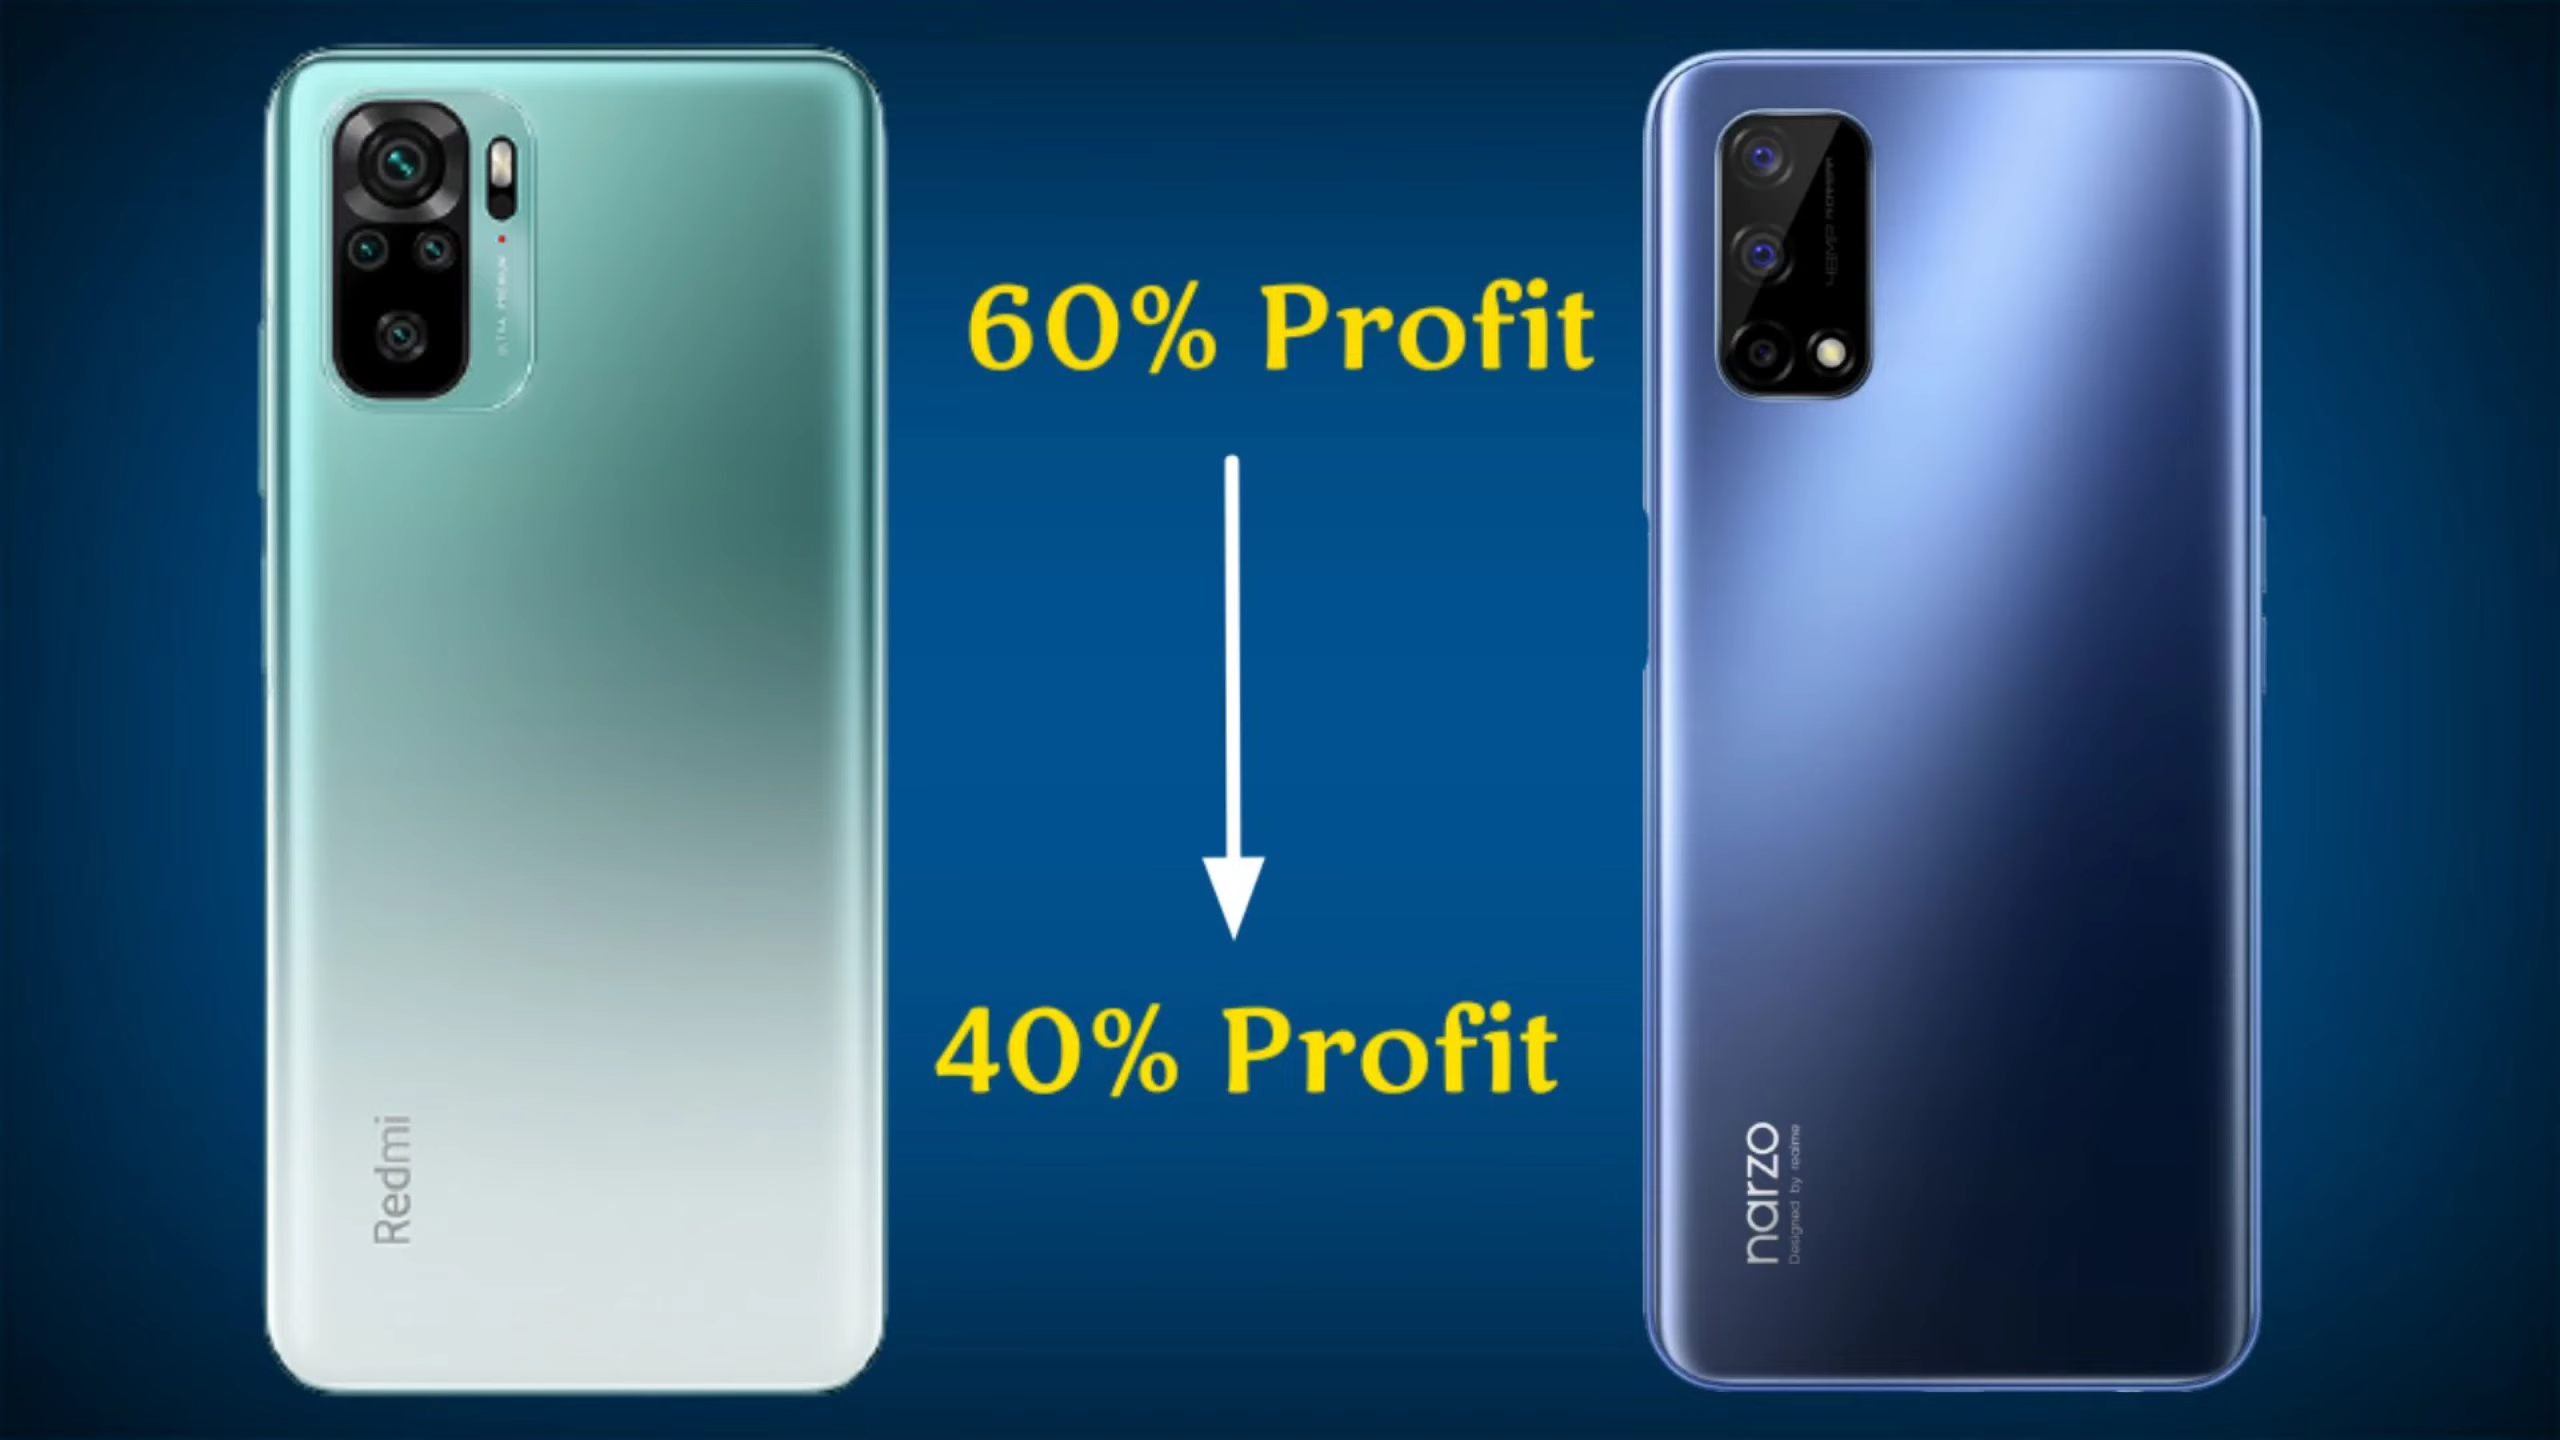 60% Profit
40% Profit
Redmi
narzo
Designed by realme